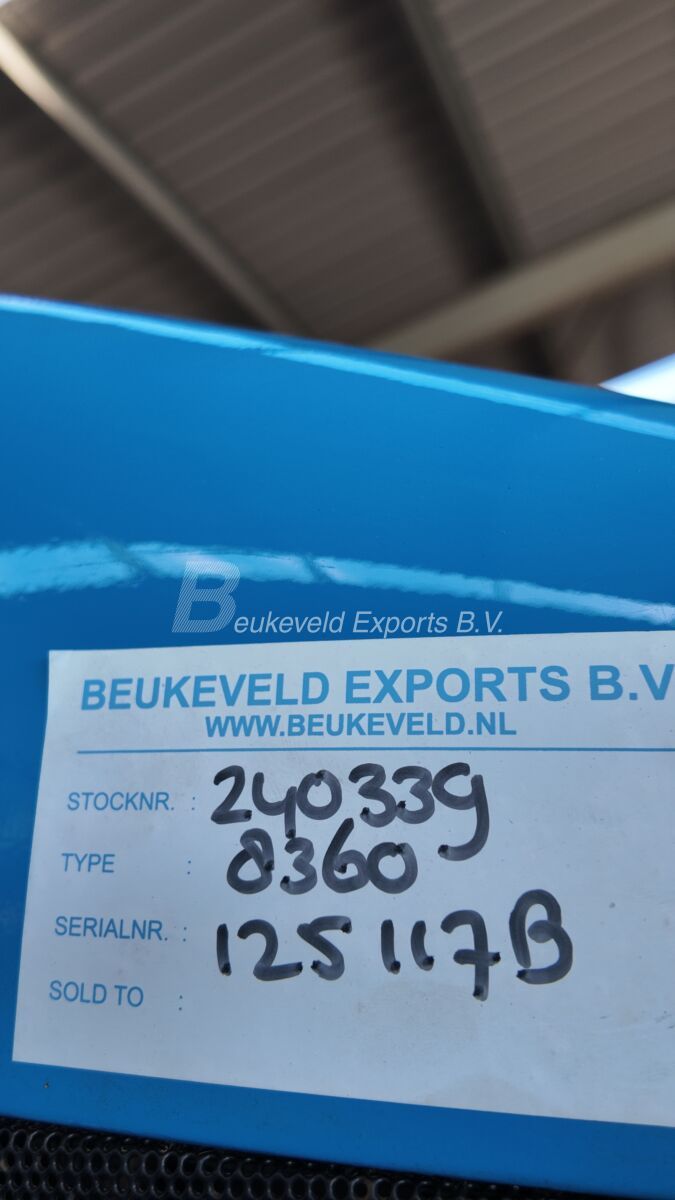 Beukeveld Exports B.V.
BEUKEVELD EXPORTS B.V
WWW.BEUKEVELD.NL
STOCKNR. : 240339
TYPE : 8360
SERIALNR. : 125117B
SOLD TO :